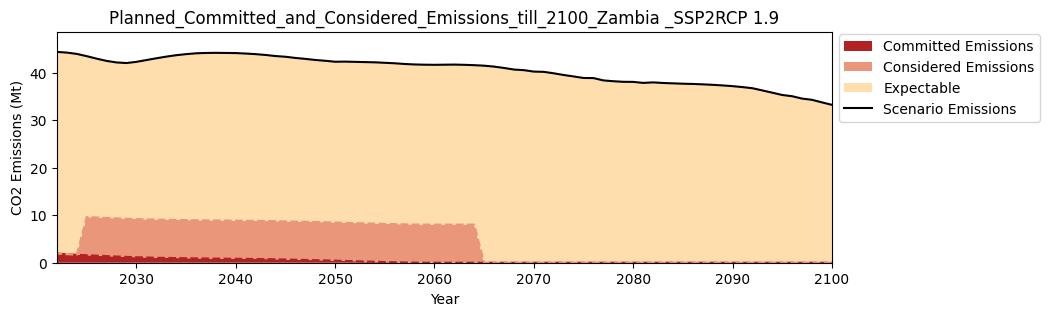 Planned_Committed_and_Considered_Emissions_till_2100_Zambia _SSP2RCP 1.9
CO2 Emissions (Mt)
40
30
20
10
0
2030 2040 2050 2060 2070 2080 2090 2100
Year
Committed Emissions
Considered Emissions
Expectable
Scenario Emissions